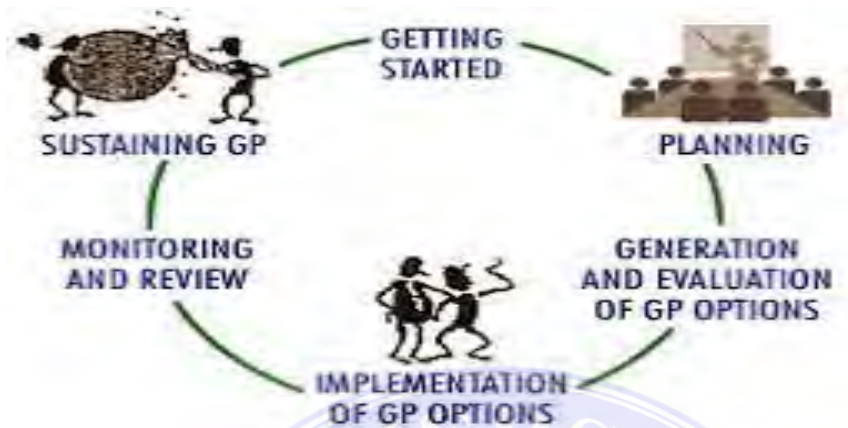 GETTING
STARTED
PLANNING
GENERATION
AND EVALUATION
OF GP OPTIONS
IMPLEMENTATION
OF GP OPTIONS
MONITORING
AND REVIEW
SUSTAINING GP